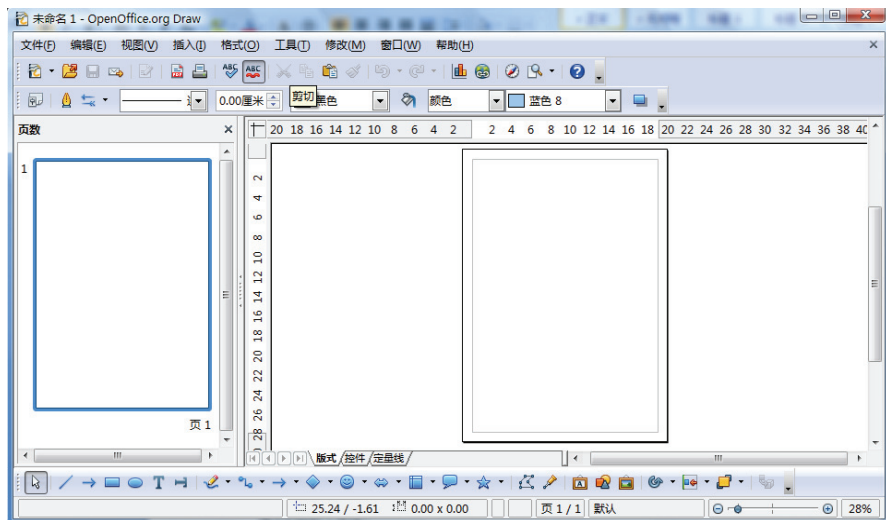 未命名 1 - OpenOffice.org Draw
文件(F) 编辑(E) 视图(V) 插入(I) 格式(O) 工具(T) 修改(M) 窗口(W) 帮助(H)
ABC ABC
0.00厘米 黑色 颜色 蓝色 8
剪切
页数
20 18 16 14 12 10 8 6 4 2 2 4 6 8 10 12 14 16 18 20 22 24 26 28 30 32 34 36 38 40
1
2
4
6
8
10
12
14
16
18
20
22
24
26
28
页 1
版式 控件 定量线
T
25.24 / -1.61 0.00 x 0.00 页 1 / 1 默认 28%